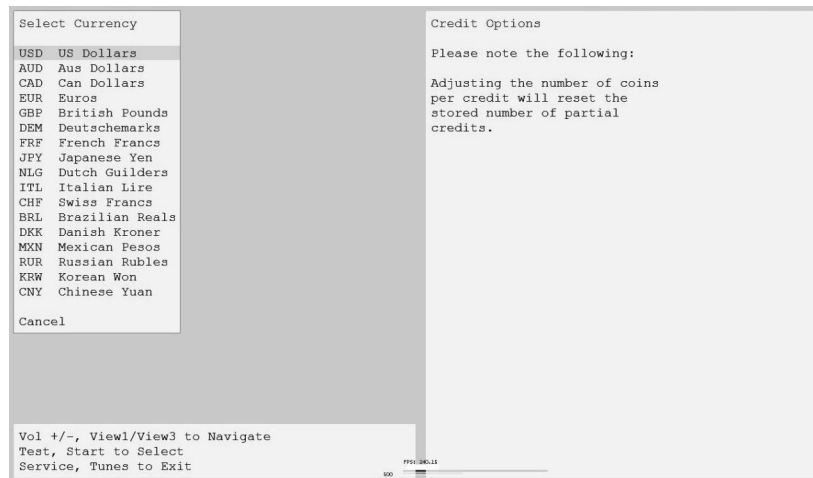 Select Currency
USD US Dollars
AUD Aus Dollars
CAD Can Dollars
EUR Euros
GBP British Pounds
DEM Deutschemarks
FRF French Francs
JPY Japanese Yen
NLG Dutch Guilders
ITL Italian Lire
CHF Swiss Francs
BRL Brazilian Reals
DKK Danish Kroner
MXN Mexican Pesos
RUR Russian Rubles
KRW Korean Won
CNY Chinese Yuan
Cancel
Vol +/-, View1/View3 to Navigate
Test, Start to Select
Service, Tunes to Exit
Credit Options
Please note the following:
Adjusting the number of coins
per credit will reset the
stored number of partial
credits.
FPS: 240.15
600